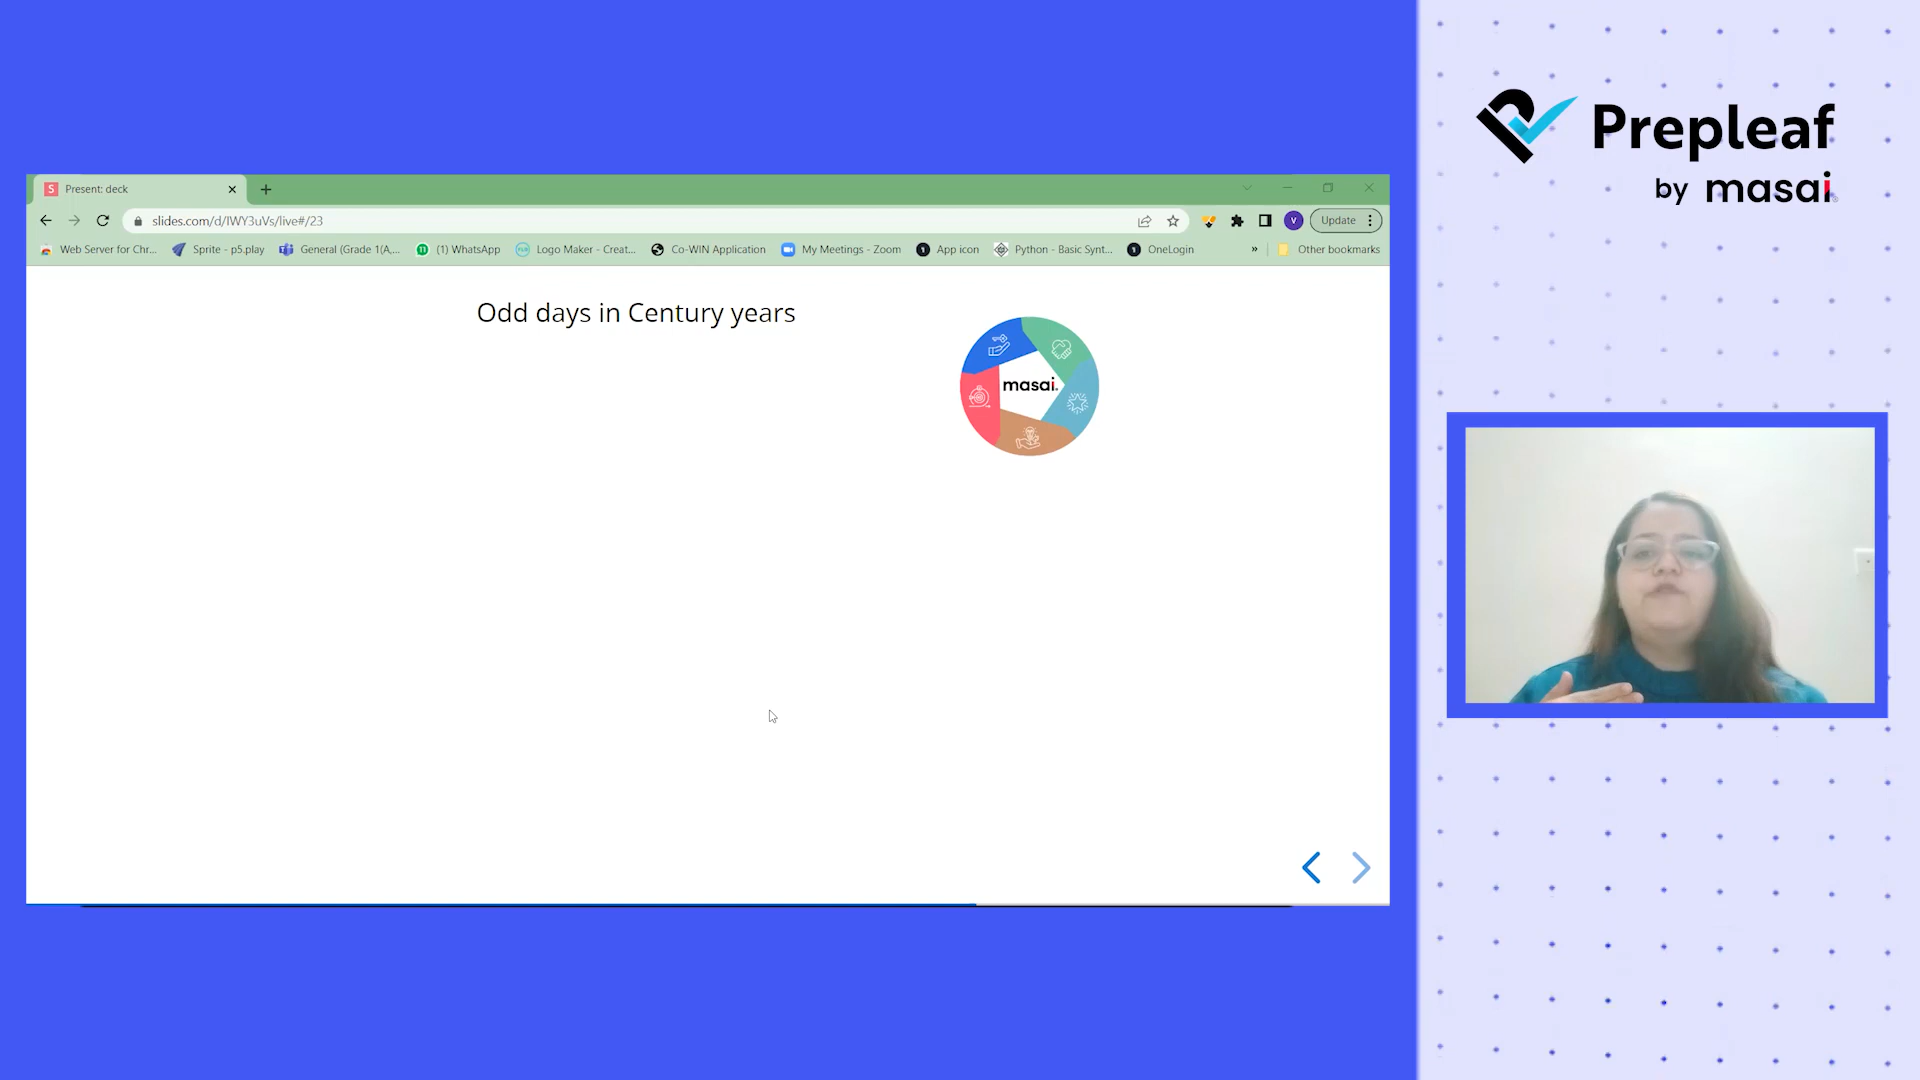 Prepleaf
by masai.
S Present: deck
slides.com/d/IWY3uVs/live#/23
V
Update
Web Server for Chr...
Sprite - p5.play
General (Grade 1(A,...
11 (1) WhatsApp
Logo Maker - Creat...
Co-WIN Application
My Meetings - Zoom
App icon
Python - Basic Synt...
OneLogin
»
Other bookmarks
Odd days in Century years
masai.